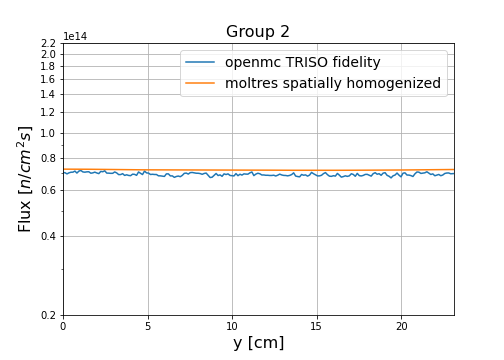 Group 2
1e14
openmc TRISO fidelity
moltres spatially homogenized
2.2
2.0
1.8
1.6
1.4
1.2
1.0
0.8
0.6
0.4
0.2
Flux [n/cm²s]
0 5 10 15 20
y [cm]